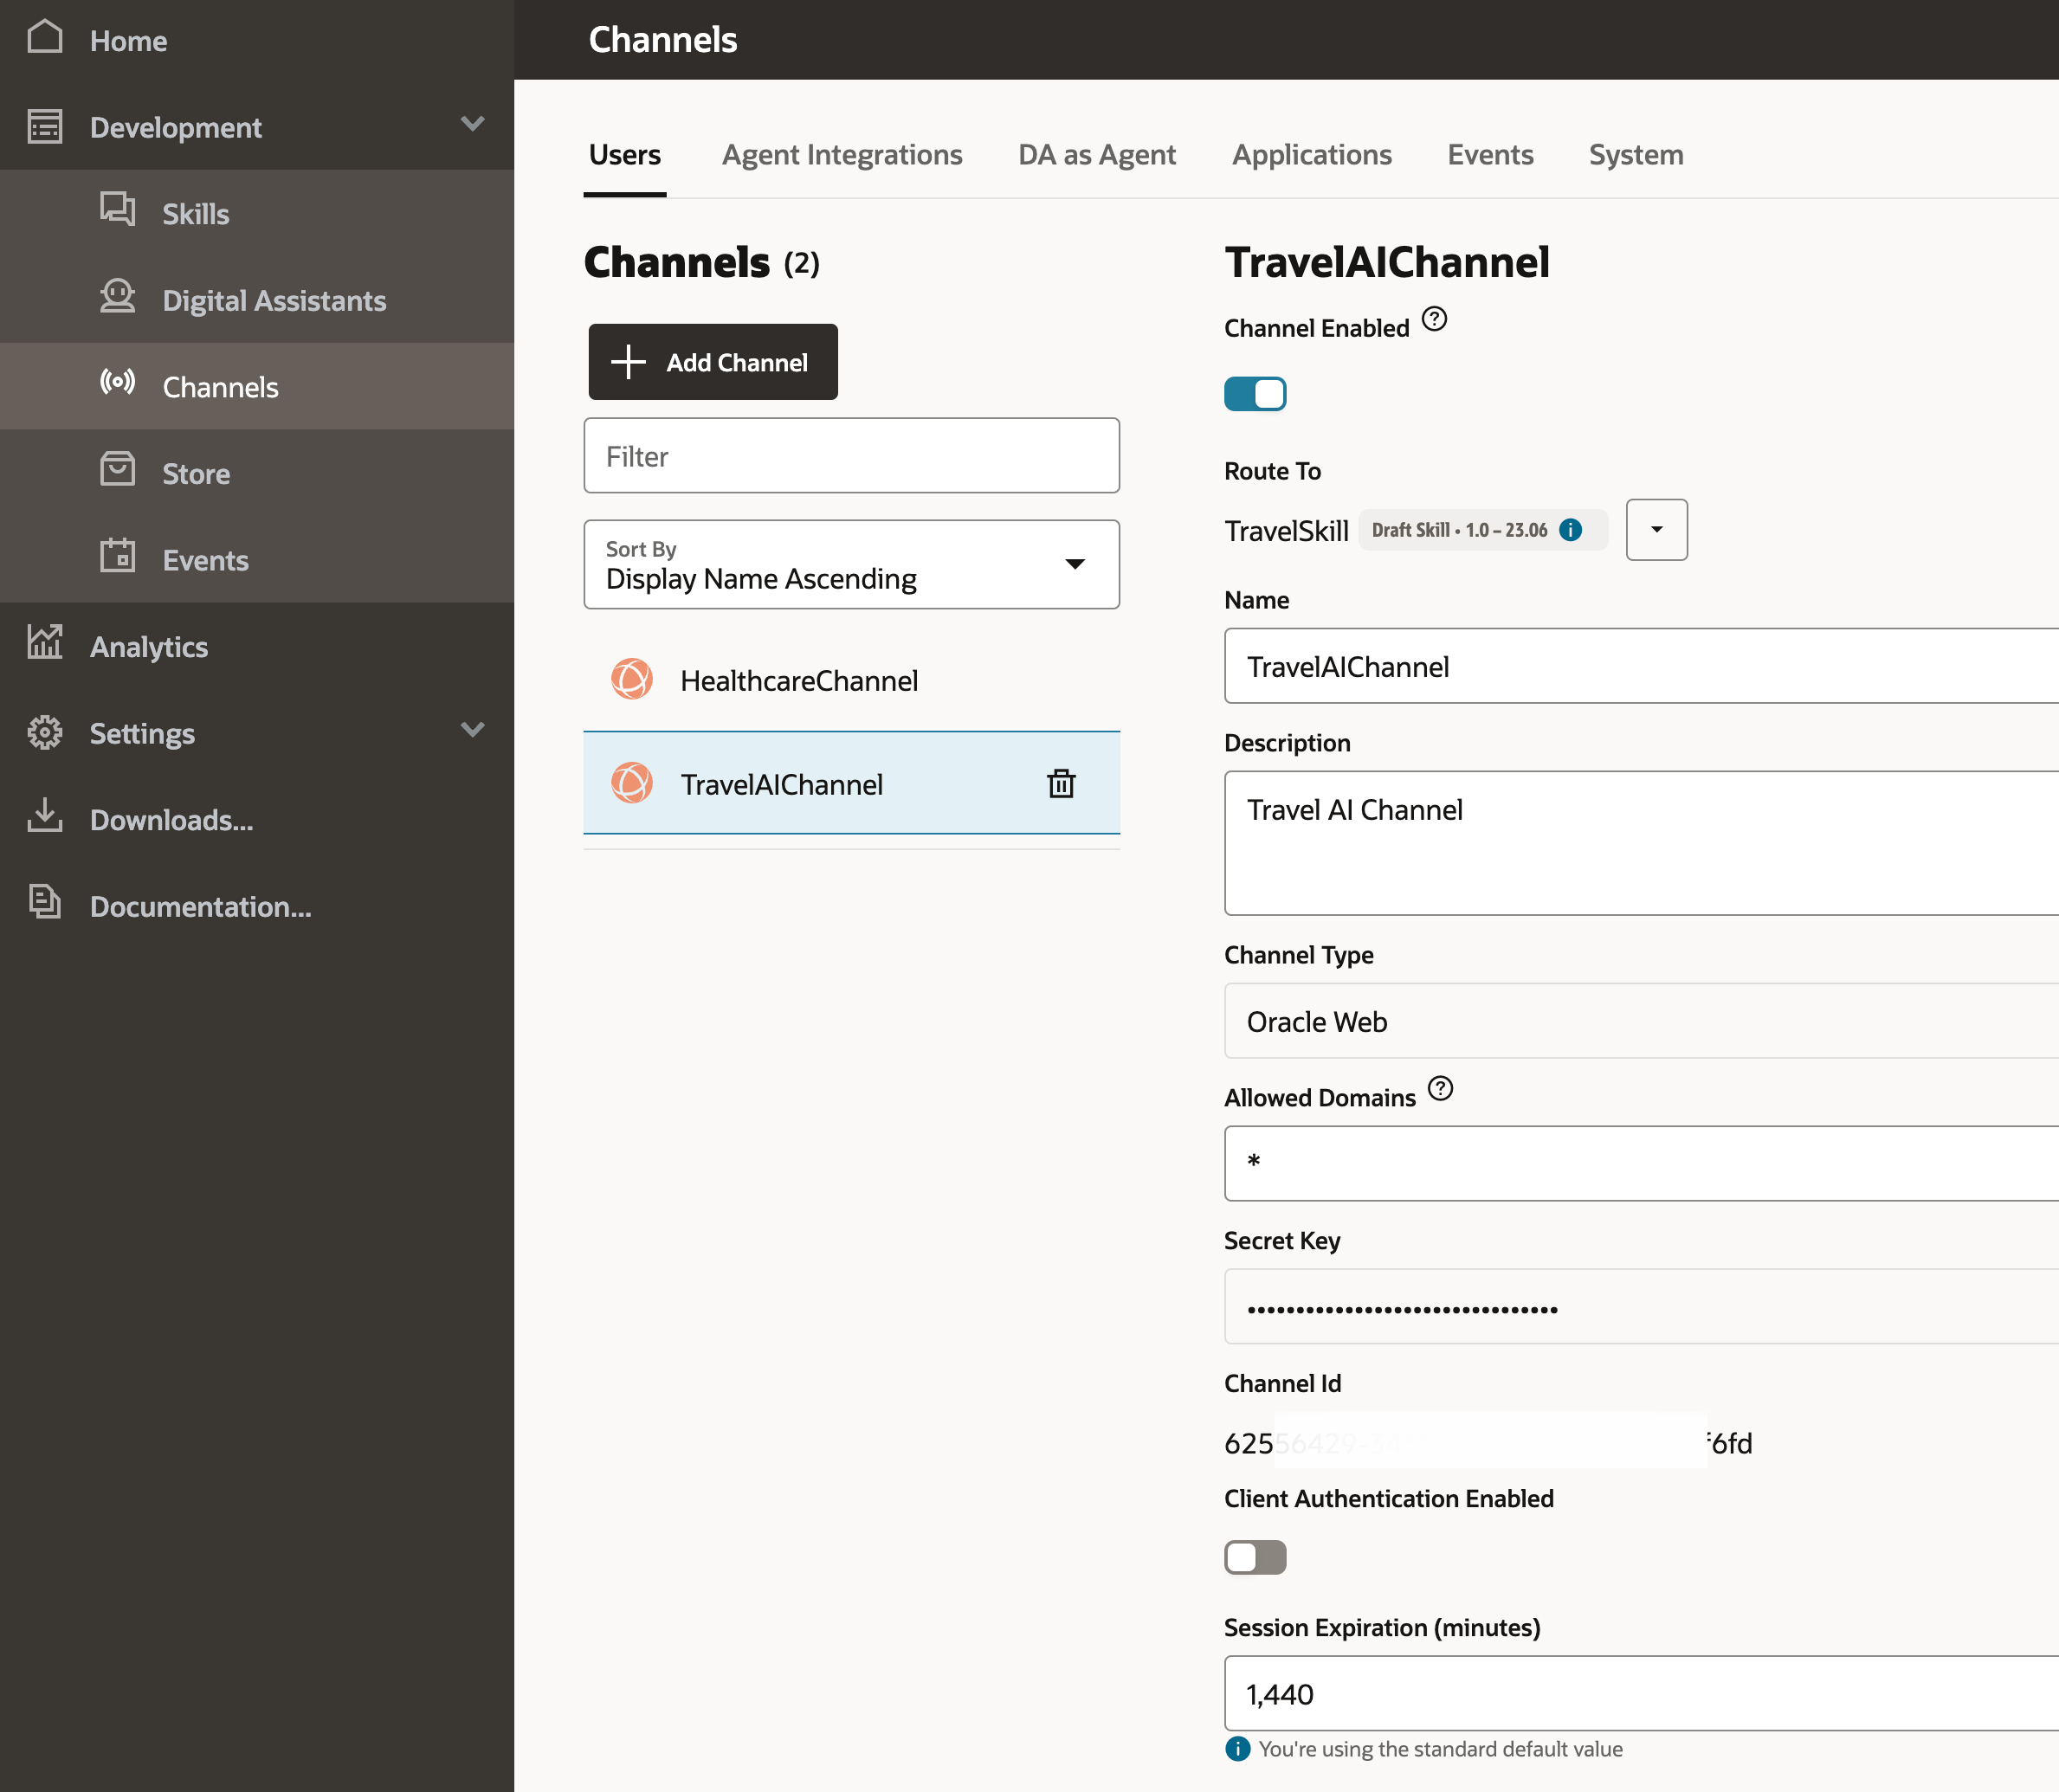 Home
Development
Skills
Digital Assistants
Channels
Store
Events
Analytics
Settings
Downloads...
Documentation...
Channels
Users Agent Integrations DA as Agent Applications Events System
Channels (2)
Add Channel
Filter
Sort By
Display Name Ascending
HealthcareChannel
TravelAIChannel
TravelAIChannel
Channel Enabled
Route To
TravelSkill Draft Skill • 1.0 – 23.06
Name
TravelAIChannel
Description
Travel AI Channel
Channel Type
Oracle Web
Allowed Domains
*
Secret Key
••••••••••••••••••••••••••••••••
Channel Id
Client Authentication Enabled
Session Expiration (minutes)
1,440
You're using the standard default value